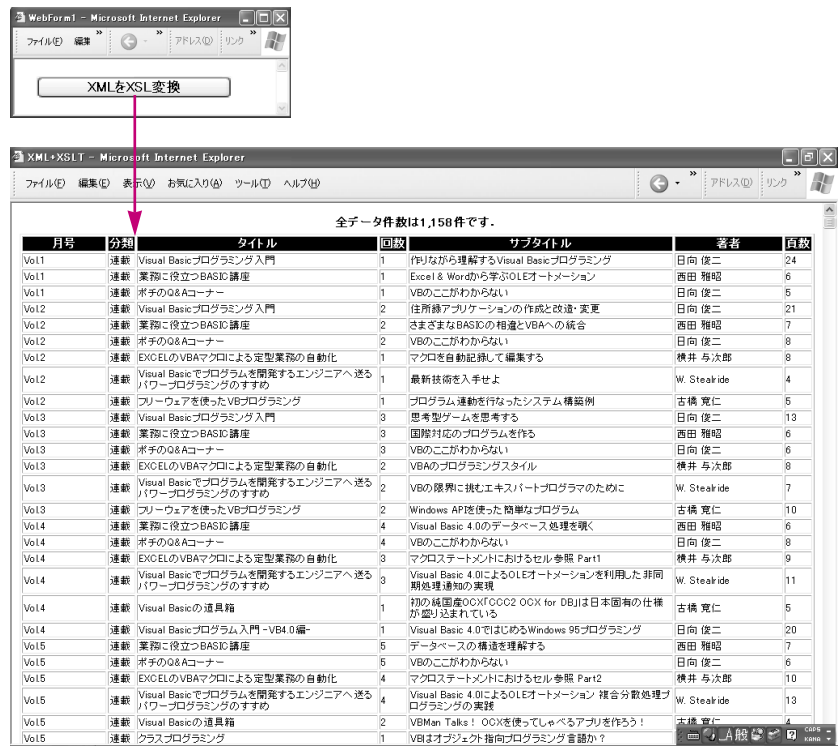 WebForm1 - Microsoft Internet Explorer
ファイル(F) 編集 » アドレス(D) リンク »
XMLをXSL変換
XML+XSLT - Microsoft Internet Explorer
ファイル(F) 編集(E) 表示(V) お気に入り(A) ツール(T) ヘルプ(H) » アドレス(D) リンク »
全データ件数は1,158件です.
月号 分類 タイトル 回数 サブタイトル 著者 頁数
Vol.1 連載 Visual Basicプログラミング入門 1 作りながら理解するVisual Basicプログラミング 日向 俊二 24
Vol.1 連載 業務に役立つBASIC講座 1 Excel & Wordから学ぶOLEオートメーション 西田 雅昭 6
Vol.1 連載 ポチのQ&Aコーナー 1 VBのここがわからない 日向 俊二 5
Vol.2 連載 Visual Basicプログラミング入門 2 住所録アプリケーションの作成と改造・変更 日向 俊二 21
Vol.2 連載 業務に役立つBASIC講座 2 さまざまなBASICの相違とVBAへの統合 西田 雅昭 7
Vol.2 連載 ポチのQ&Aコーナー 2 VBのここがわからない 日向 俊二 8
Vol.2 連載 EXCELのVBAマクロによる定型業務の自動化 1 マクロを自動記録して編集する 横井 与次郎 8
Vol.2 連載 Visual Basicでプログラムを開発するエンジニアへ送るパワープログラミングのすすめ 1 最新技術を入手せよ W. Stealride 4
Vol.2 連載 フリーウェアを使ったVBプログラミング 1 プログラム運動を行なったシステム構築例 古橋 寛仁 5
Vol.3 連載 Visual Basicプログラミング入門 3 思考型ゲームを思考する 日向 俊二 13
Vol.3 連載 業務に役立つBASIC講座 3 国際対応のプログラムを作る 西田 雅昭 6
Vol.3 連載 ポチのQ&Aコーナー 3 VBのここがわからない 日向 俊二 6
Vol.3 連載 EXCELのVBAマクロによる定型業務の自動化 2 VBAのプログラミングスタイル 横井 与次郎 8
Vol.3 連載 Visual Basicでプログラムを開発するエンジニアへ送るパワープログラミングのすすめ 2 VBの限界に挑むエキスパートプログラマのために W. Stealride 7
Vol.3 連載 フリーウェアを使ったVBプログラミング 2 Windows APIを使った簡単なプログラム 古橋 寛仁 10
Vol.4 連載 業務に役立つBASIC講座 4 Visual Basic 4.0のデータベース処理を覗く 西田 雅昭 6
Vol.4 連載 ポチのQ&Aコーナー 4 VBのここがわからない 日向 俊二 8
Vol.4 連載 EXCELのVBAマクロによる定型業務の自動化 3 マクロステートメントにおけるセル参照 Part1 横井 与次郎 9
Vol.4 連載 Visual Basicでプログラムを開発するエンジニアへ送るパワープログラミングのすすめ 3 Visual Basic 4.0によるOLEオートメーションを利用した非同期処理通知の実現 W. Stealride 11
Vol.4 連載 Visual Basicの道具箱 1 初の純国産OCX「CCC2 OCX for DB」は日本固有の仕様が盛り込まれている 古橋 寛仁 5
Vol.4 連載 Visual Basicプログラム入門 -VB4.0編- 1 Visual Basic 4.0ではじめるWindows 95プログラミング 日向 俊二 20
Vol.5 連載 業務に役立つBASIC講座 5 データベースの構造を理解する 西田 雅昭 7
Vol.5 連載 ポチのQ&Aコーナー 5 VBのここがわからない 日向 俊二 6
Vol.5 連載 EXCELのVBAマクロによる定型業務の自動化 4 マクロステートメントにおけるセル参照 Part2 横井 与次郎 10
Vol.5 連載 Visual Basicでプログラムを開発するエンジニアへ送るパワープログラミングのすすめ 4 Visual Basic 4.0によるOLEオートメーション 複合分散処理プログラミングの実践 W. Stealride 13
Vol.5 連載 Visual Basicの道具箱 2 VBMan Talks! OCXを使ってしゃべるアプリを作ろう! 古橋 寛仁 4
Vol.5 連載 クラスプログラミング 1 VBはオブジェクト指向プログラミング言語か?
A 般 CAPS KANA